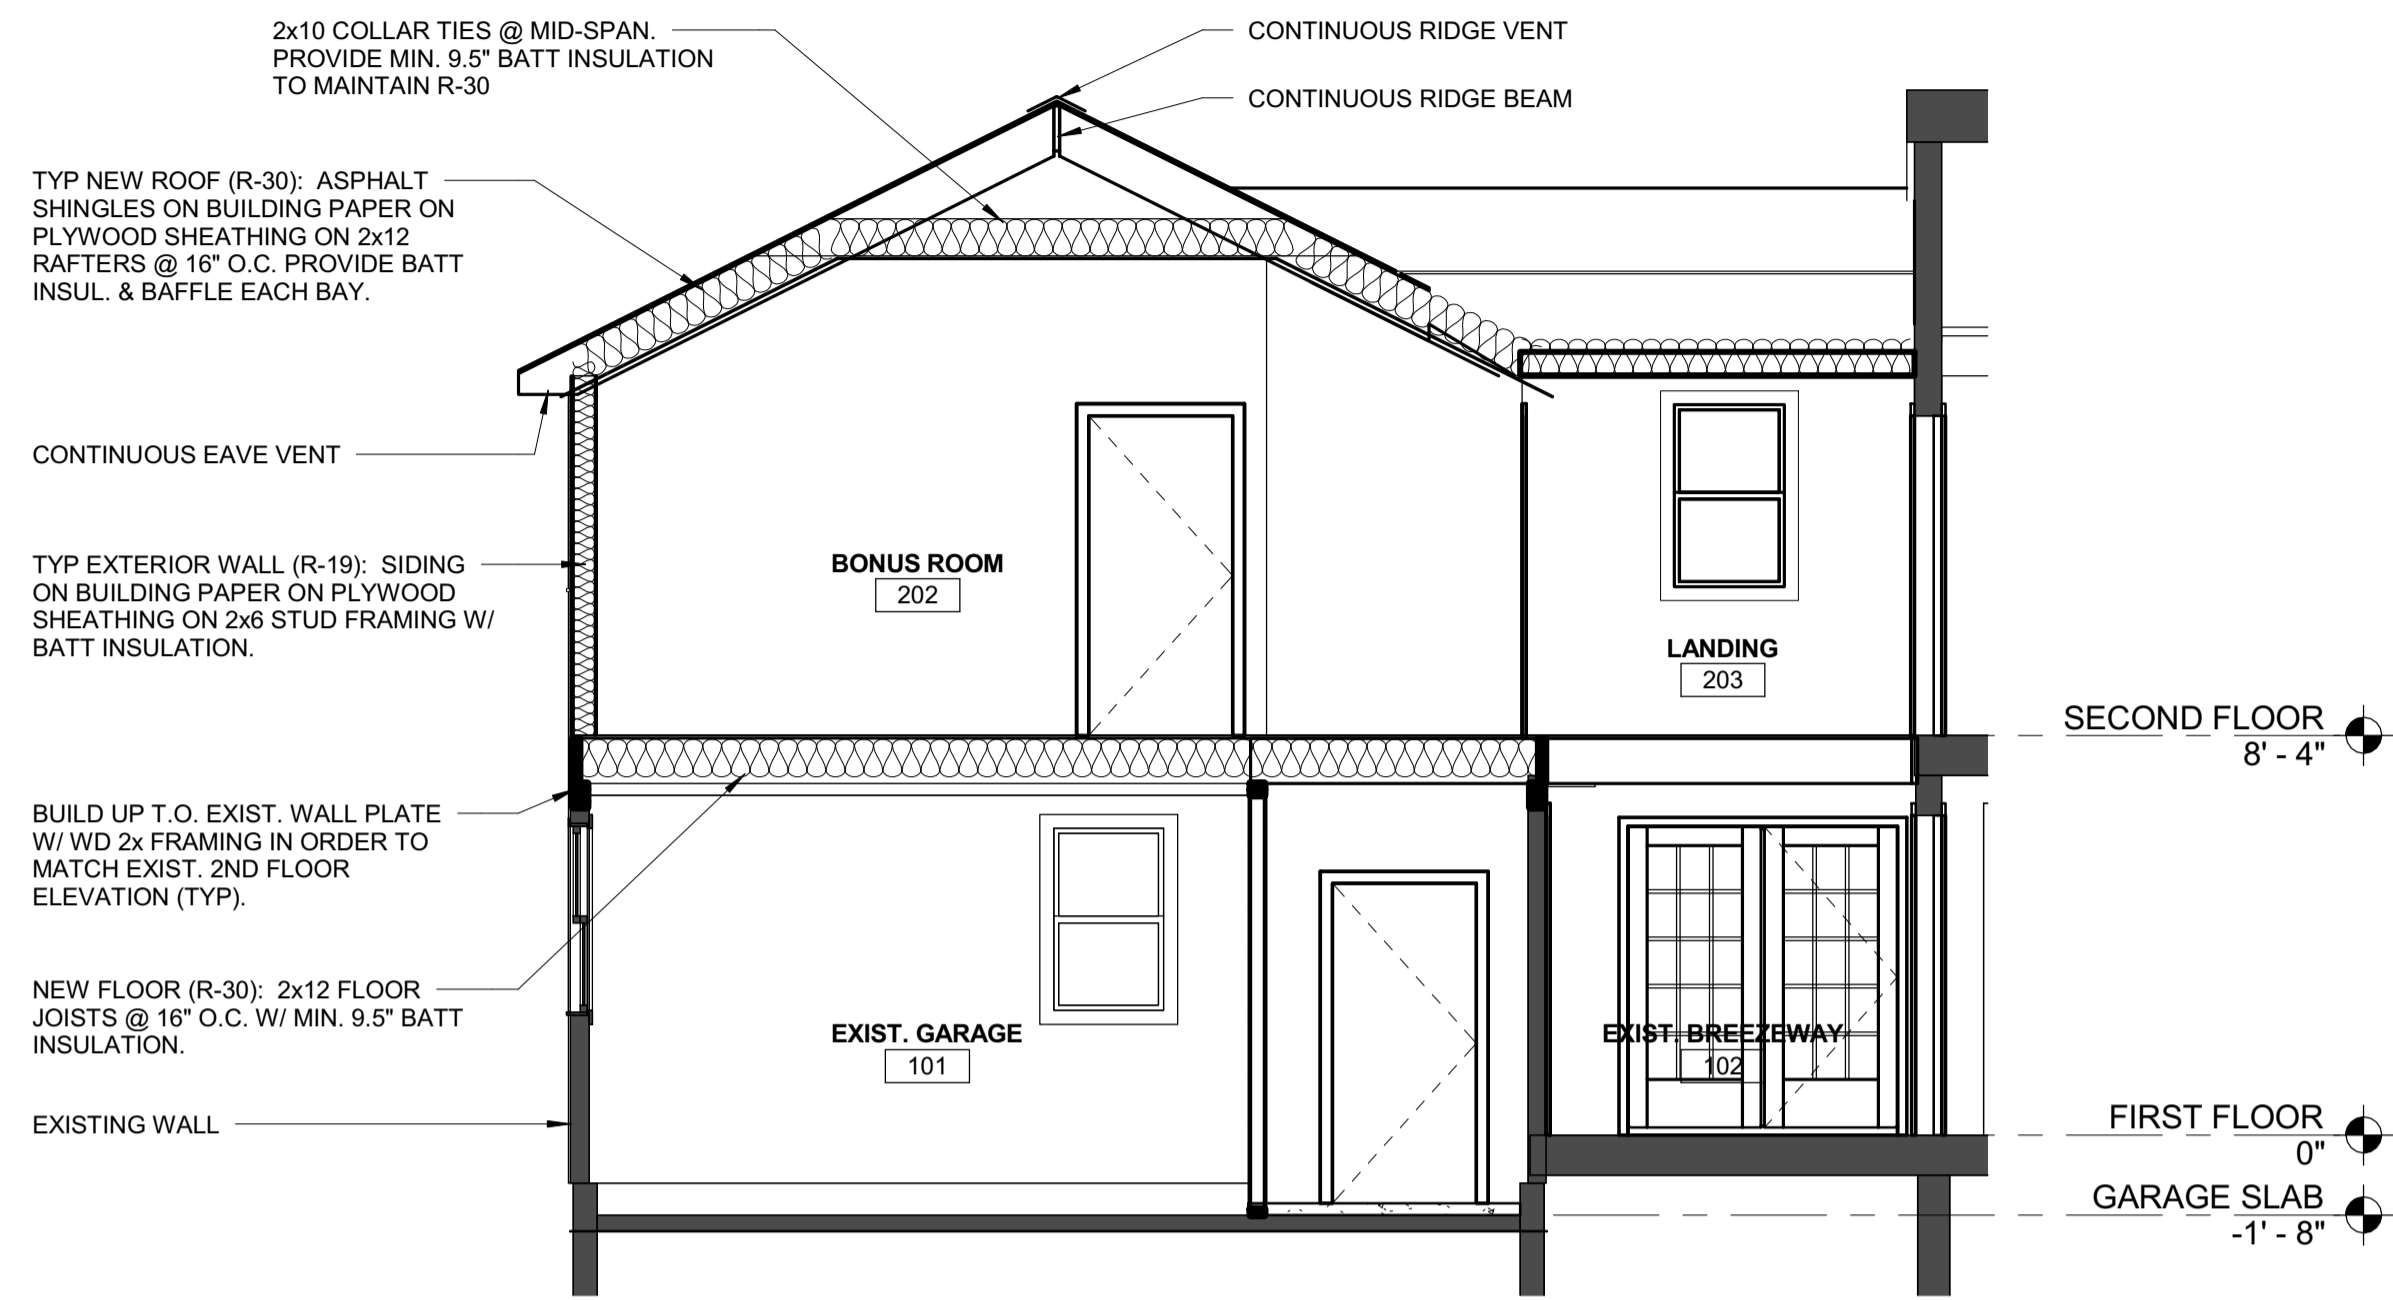 2x10 COLLAR TIES @ MID-SPAN.
PROVIDE MIN. 9.5" BATT INSULATION
TO MAINTAIN R-30
CONTINUOUS RIDGE VENT
CONTINUOUS RIDGE BEAM
TYP NEW ROOF (R-30): ASPHALT
SHINGLES ON BUILDING PAPER ON
PLYWOOD SHEATHING ON 2x12
RAFTERS @ 16" O.C. PROVIDE BATT
INSUL. & BAFFLE EACH BAY.
CONTINUOUS EAVE VENT
TYP EXTERIOR WALL (R-19): SIDING
ON BUILDING PAPER ON PLYWOOD
SHEATHING ON 2x6 STUD FRAMING W/
BATT INSULATION.
BONUS ROOM
202
LANDING
203
SECOND FLOOR
8' - 4"
BUILD UP T.O. EXIST. WALL PLATE
W/ WD 2x FRAMING IN ORDER TO
MATCH EXIST. 2ND FLOOR
ELEVATION (TYP).
NEW FLOOR (R-30): 2x12 FLOOR
JOISTS @ 16" O.C. W/ MIN. 9.5" BATT
INSULATION.
EXIST. GARAGE
101
EXIST. BREEZEWAY
102
EXISTING WALL
FIRST FLOOR
0"
GARAGE SLAB
-1' - 8"